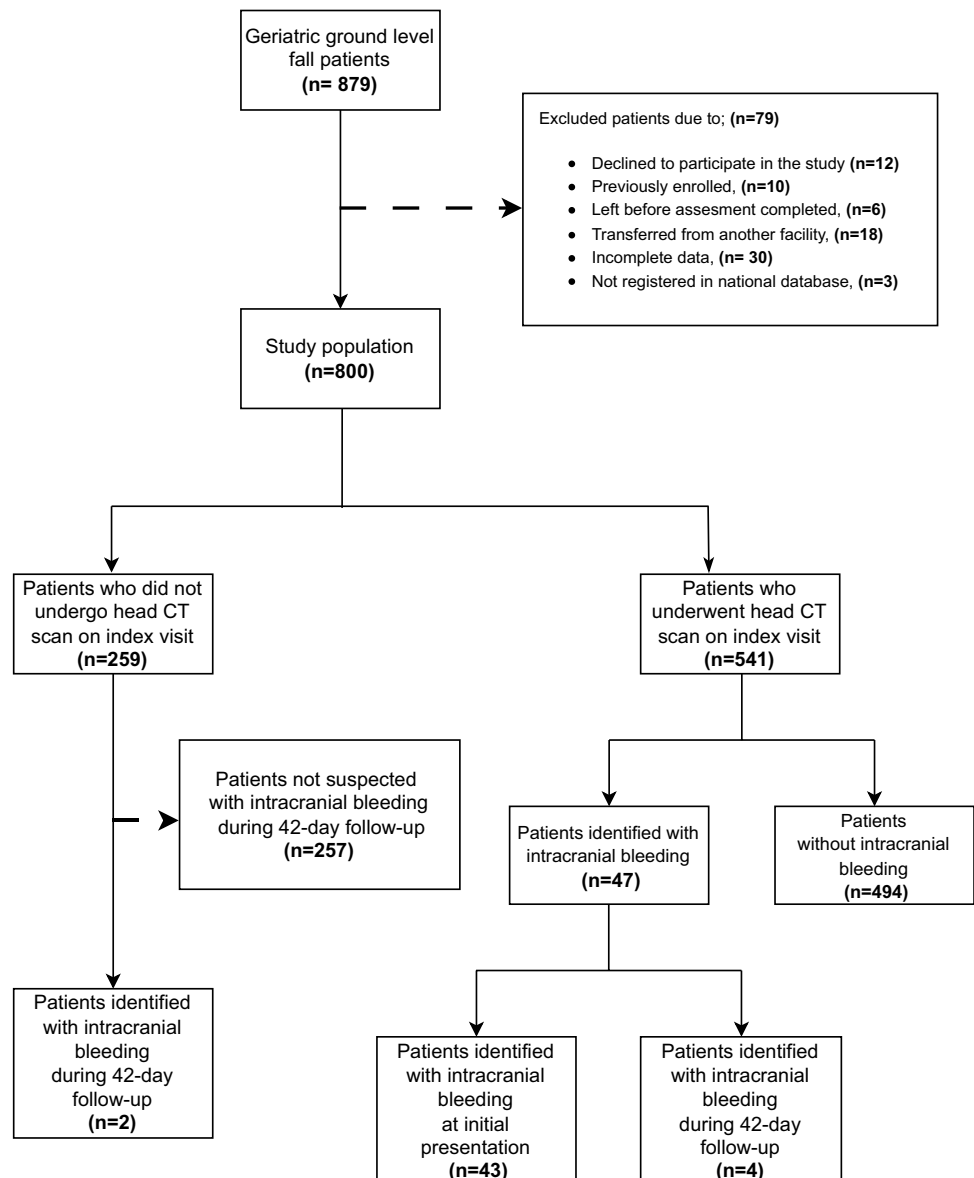 Geriatric ground level
fall patients
(n= 879)
Excluded patients due to; (n=79)
● Declined to participate in the study (n=12)
● Previously enrolled, (n=10)
● Left before assesment completed, (n=6)
● Transferred from another facility, (n=18)
● Incomplete data, (n= 30)
● Not registered in national database, (n=3)
Study population
(n=800)
Patients who did not
undergo head CT
scan on index visit
(n=259)
Patients who
underwent head CT
scan on index visit
(n=541)
Patients not suspected
with intracranial bleeding
during 42-day follow-up
(n=257)
Patients identified with
intracranial bleeding
(n=47)
Patients
without intracranial
bleeding
(n=494)
Patients identified
with intracranial
bleeding
during 42-day
follow-up
(n=2)
Patients identified
with intracranial
bleeding
at initial
presentation
(n=43)
Patients identified
with intracranial
bleeding
during 42-day
follow-up
(n=4)